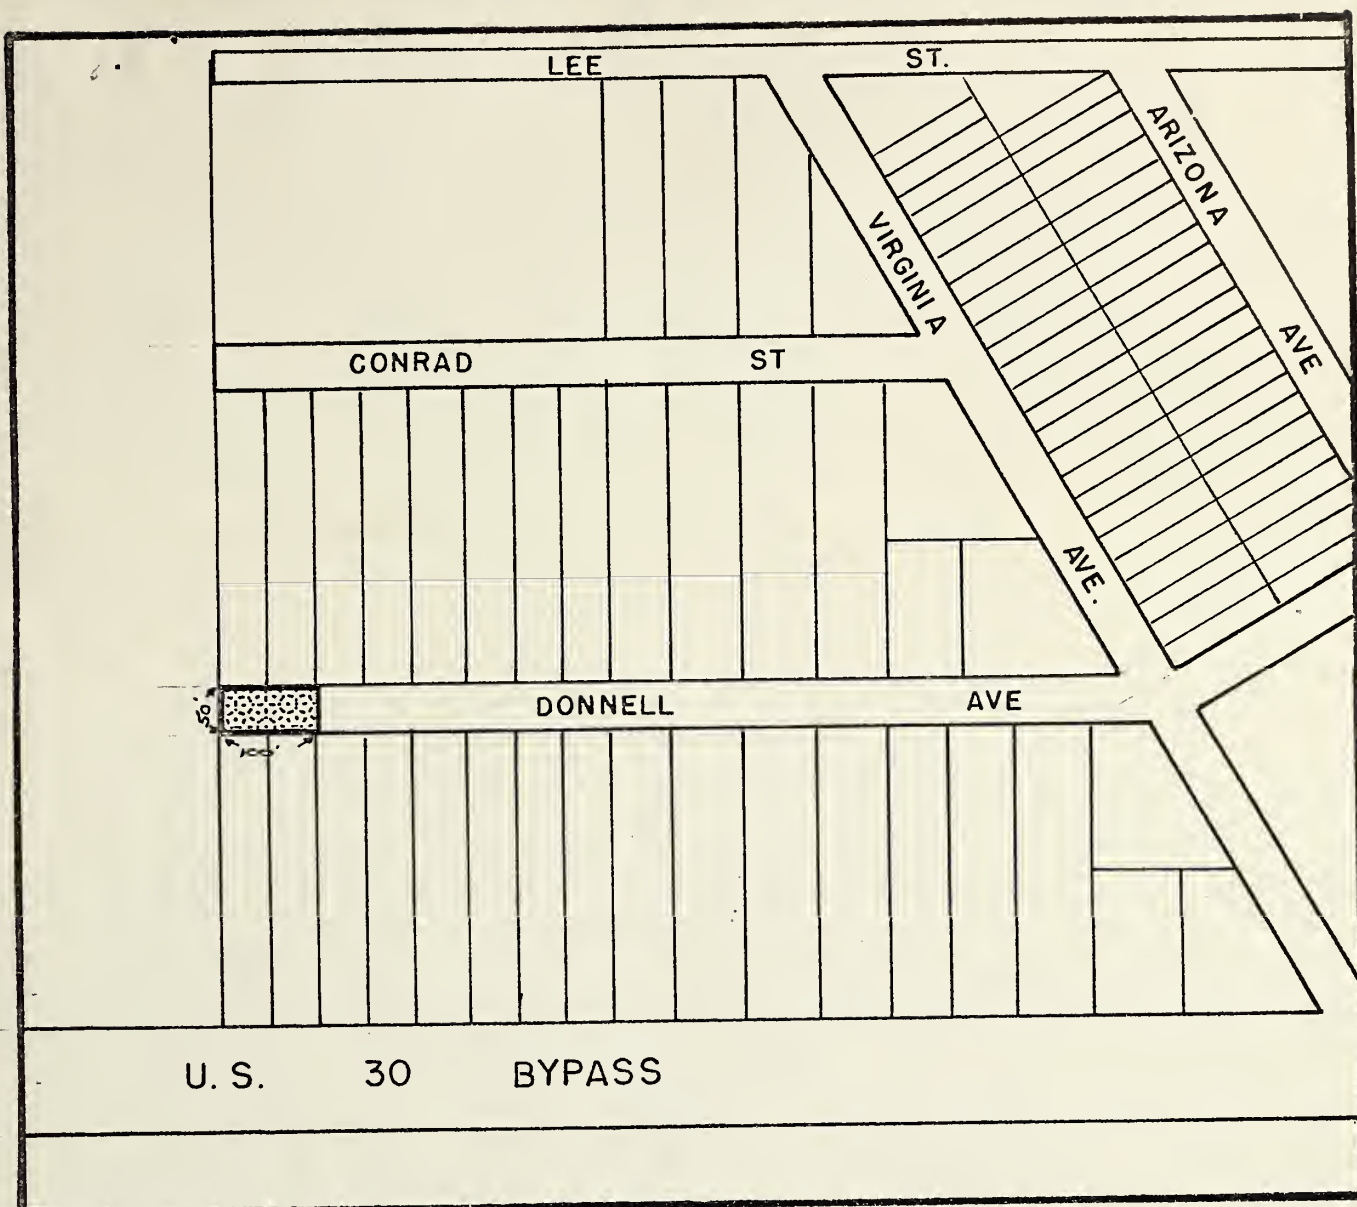 LEE ST.
ARIZONA AVE
VIRGINIA AVE.
CONRAD ST
DONNELL AVE
50'
100'
U.S. 30 BYPASS